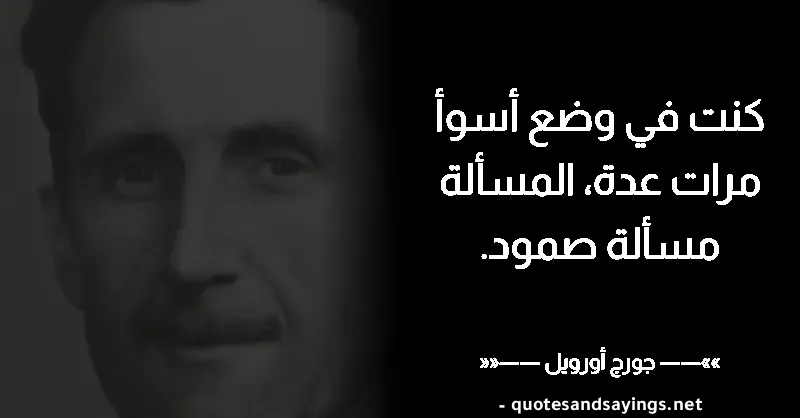 كنت في وضع أسوأ
مرات عدة، المسألة
مسألة صمود.
»——— جورج أورويل ———««
- quotesandsayings.net